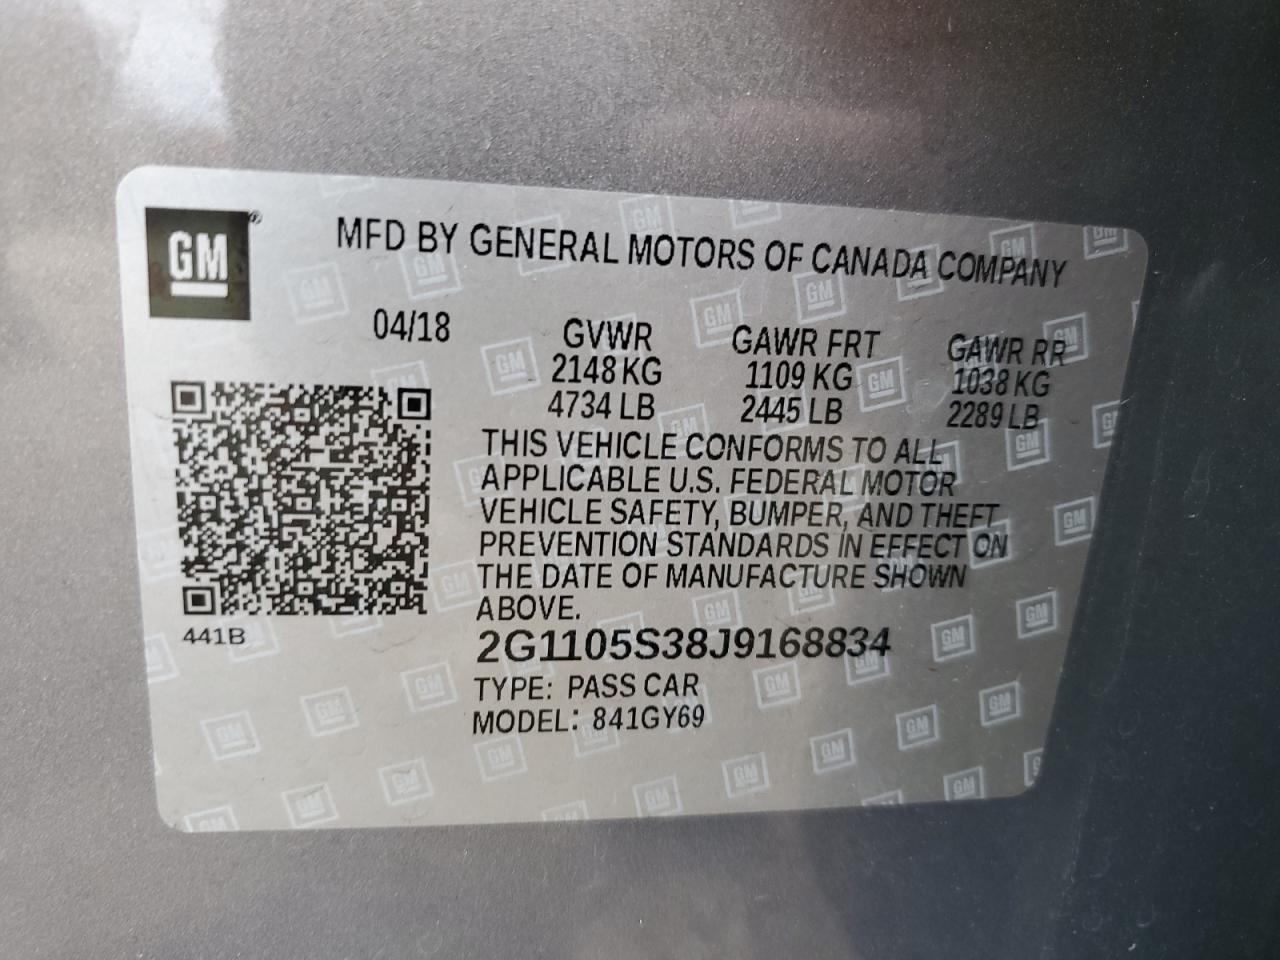 GM®
MFD BY GENERAL MOTORS OF CANADA COMPANY
04/18 GVWR GAWR FRT GAWR RR
2148 KG 1109 KG 1038 KG
4734 LB 2445 LB 2289 LB
THIS VEHICLE CONFORMS TO ALL
APPLICABLE U.S. FEDERAL MOTOR
VEHICLE SAFETY, BUMPER, AND THEFT
PREVENTION STANDARDS IN EFFECT ON
THE DATE OF MANUFACTURE SHOWN
ABOVE.
441B
2G1105S38J9168834
TYPE: PASS CAR
MODEL: 841GY69